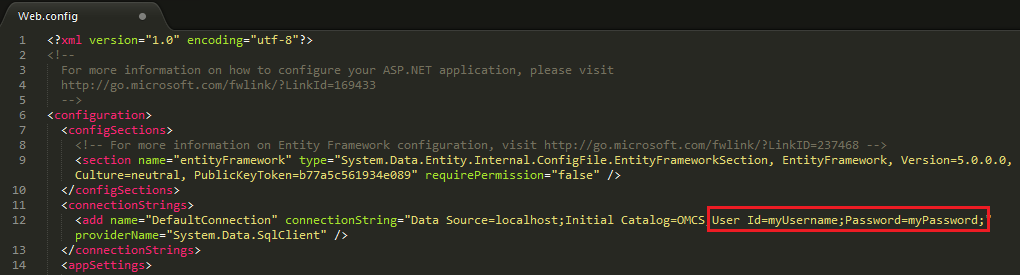 Web.config
1 <?xml version="1.0" encoding="utf-8"?>
2 <!--
3 For more information on how to configure your ASP.NET application, please visit
4 http://go.microsoft.com/fwlink/?LinkId=169433
5 -->
6 <configuration>
7 <configSections>
8 <!-- For more information on Entity Framework configuration, visit http://go.microsoft.com/fwlink/?LinkID=237468 -->
9 <section name="entityFramework" type="System.Data.Entity.Internal.ConfigFile.EntityFrameworkSection, EntityFramework, Version=5.0.0.0,
Culture=neutral, PublicKeyToken=b77a5c561934e089" requirePermission="false" />
10 </configSections>
11 <connectionStrings>
12 <add name="DefaultConnection" connectionString="Data Source=localhost;Initial Catalog=OMCS;User Id=myUsername;Password=myPassword;"
providerName="System.Data.SqlClient" />
13 </connectionStrings>
14 <appSettings>